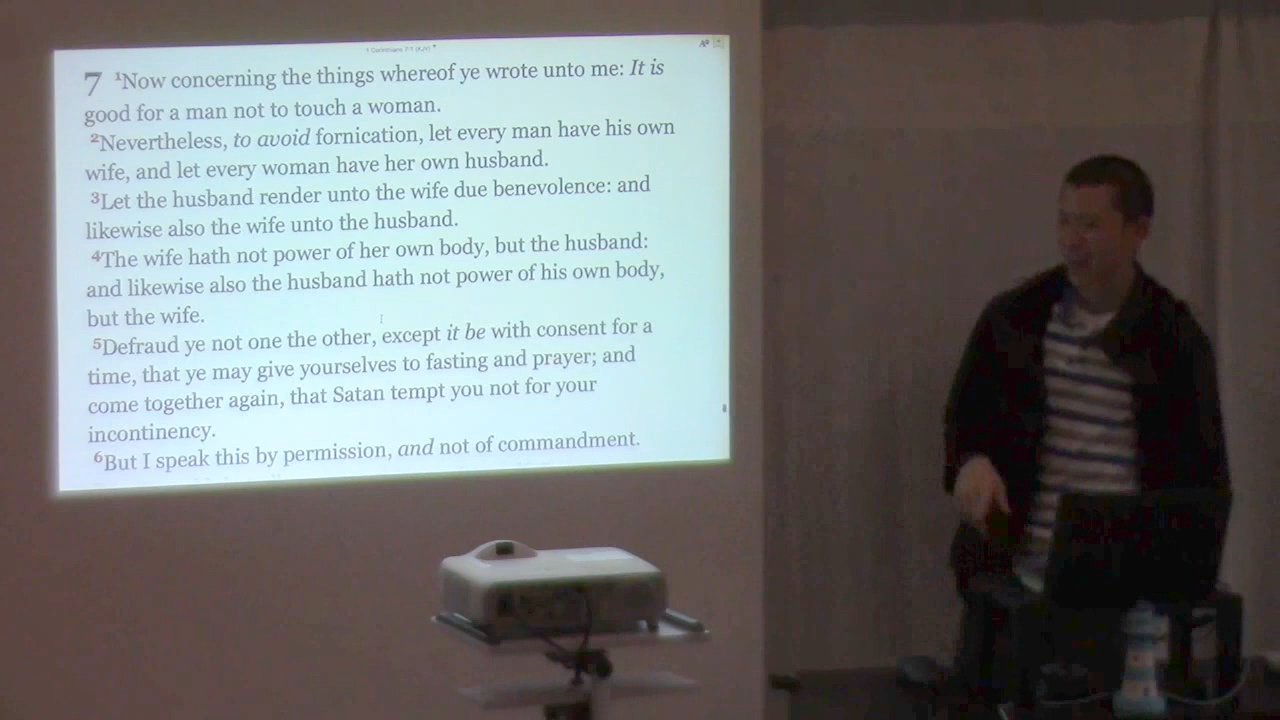 1 Corinthians 7:1 (KJV)
7 1Now concerning the things whereof ye wrote unto me: It is
good for a man not to touch a woman.
2Nevertheless, to avoid fornication, let every man have his own
wife, and let every woman have her own husband.
3Let the husband render unto the wife due benevolence: and
likewise also the wife unto the husband.
4The wife hath not power of her own body, but the husband:
and likewise also the husband hath not power of his own body,
but the wife.
5Defraud ye not one the other, except it be with consent for a
time, that ye may give yourselves to fasting and prayer; and
come together again, that Satan tempt you not for your
incontinency.
6But I speak this by permission, and not of commandment.